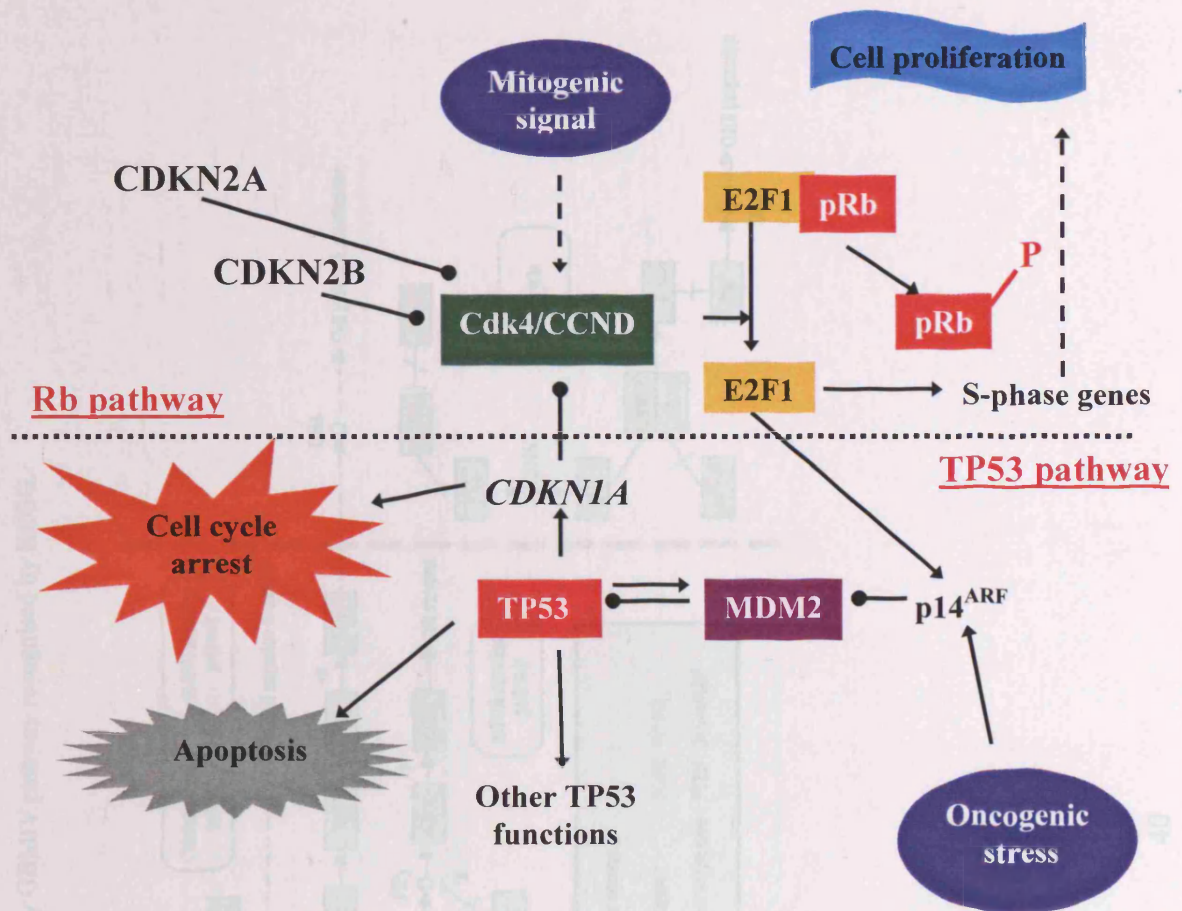 Cell proliferation
Mitogenic
signal
CDKN2A
E2F1
pRb
CDKN2B
P
Cdk4/CCND
pRb
E2F1
S-phase genes
Rb pathway
TP53 pathway
CDKN1A
Cell cycle
arrest
TP53
MDM2
p14ARF
Apoptosis
Other TP53
functions
Oncogenic
stress
40